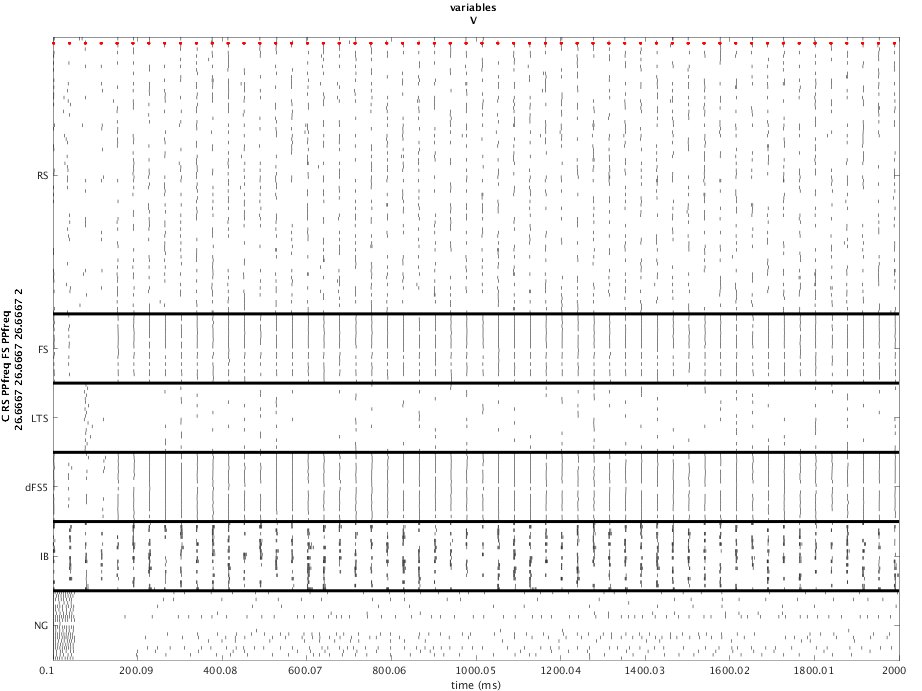 variables
V
C RS PPfreq FS PPfreq
26.6667 26.6667 26.6667 2
RS
FS
LTS
dFS5
IB
NG
0.1 200.09 400.08 600.07 800.06 1000.05 1200.04 1400.03 1600.02 1800.01 2000
time (ms)